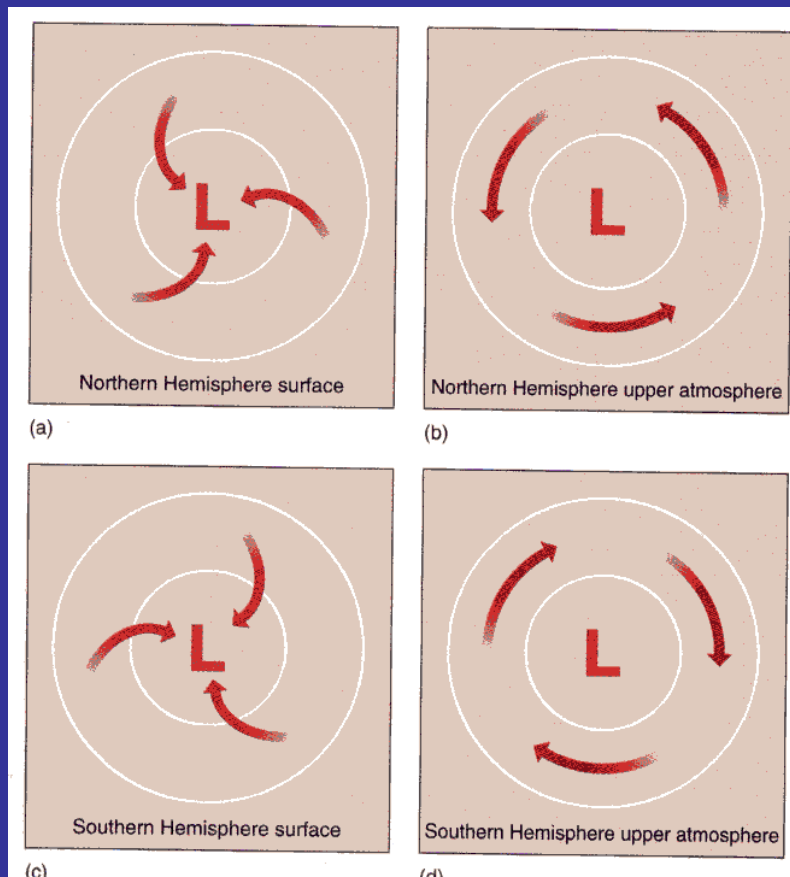 L
Northern Hemisphere surface
(a)
L
Northern Hemisphere upper atmosphere
(b)
L
Southern Hemisphere surface
(c)
L
Southern Hemisphere upper atmosphere
(d)